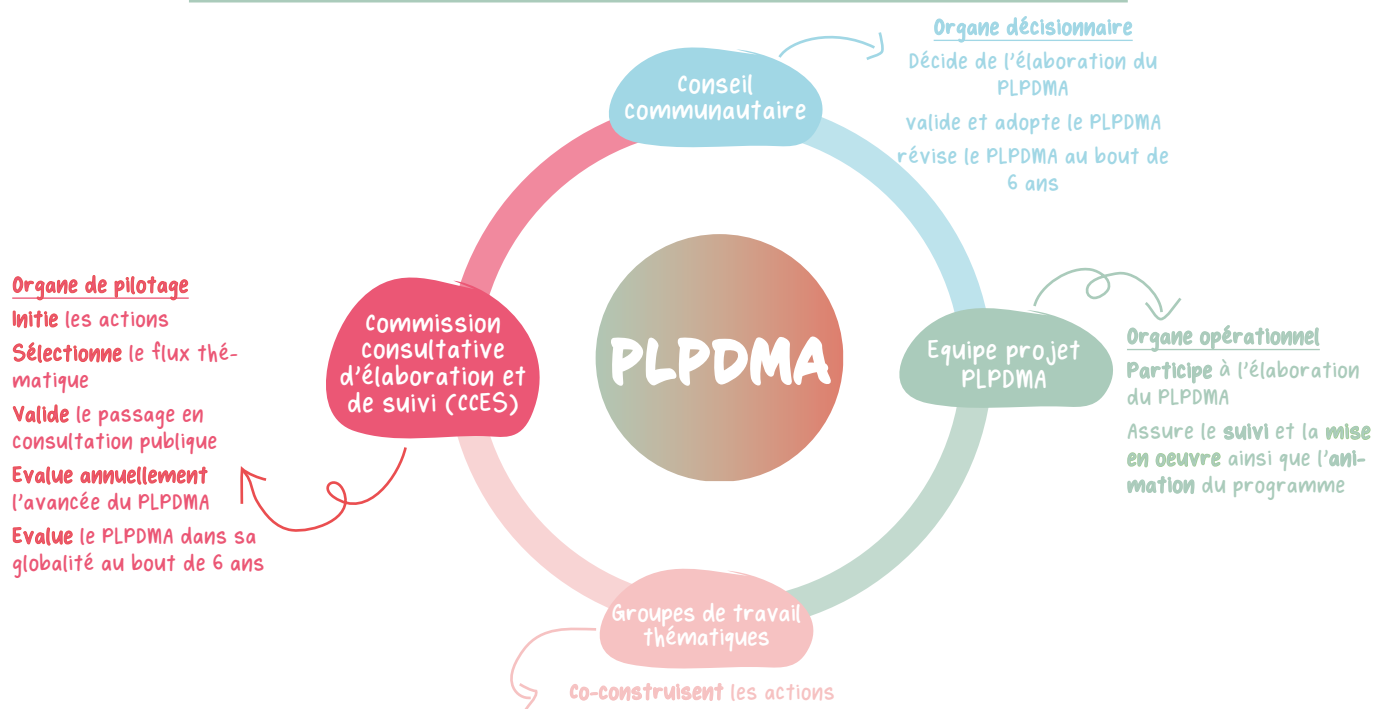 Conseil
communautaire
Organe décisionnaire
Décide de l'élaboration du
PLPDMA
valide et adopte le PLPDMA
révise le PLPDMA au bout de
6 ans
Organe de pilotage
Initie les actions
Sélectionne le flux thé-
matique
Valide le passage en
consultation publique
Evalue annuellement
l'avancée du PLPDMA
Evalue le PLPDMA dans sa
globalité au bout de 6 ans
Commission
consultative
d'élaboration et
de suivi (CCES)
PLPDMA
Equipe projet
PLPDMA
Organe opérationnel
Participe à l'élaboration
du PLPDMA
Assure le suivi et la mise
en oeuvre ainsi que l'ani-
mation du programme
Groupes de travail
thématiques
Co-construisent les actions